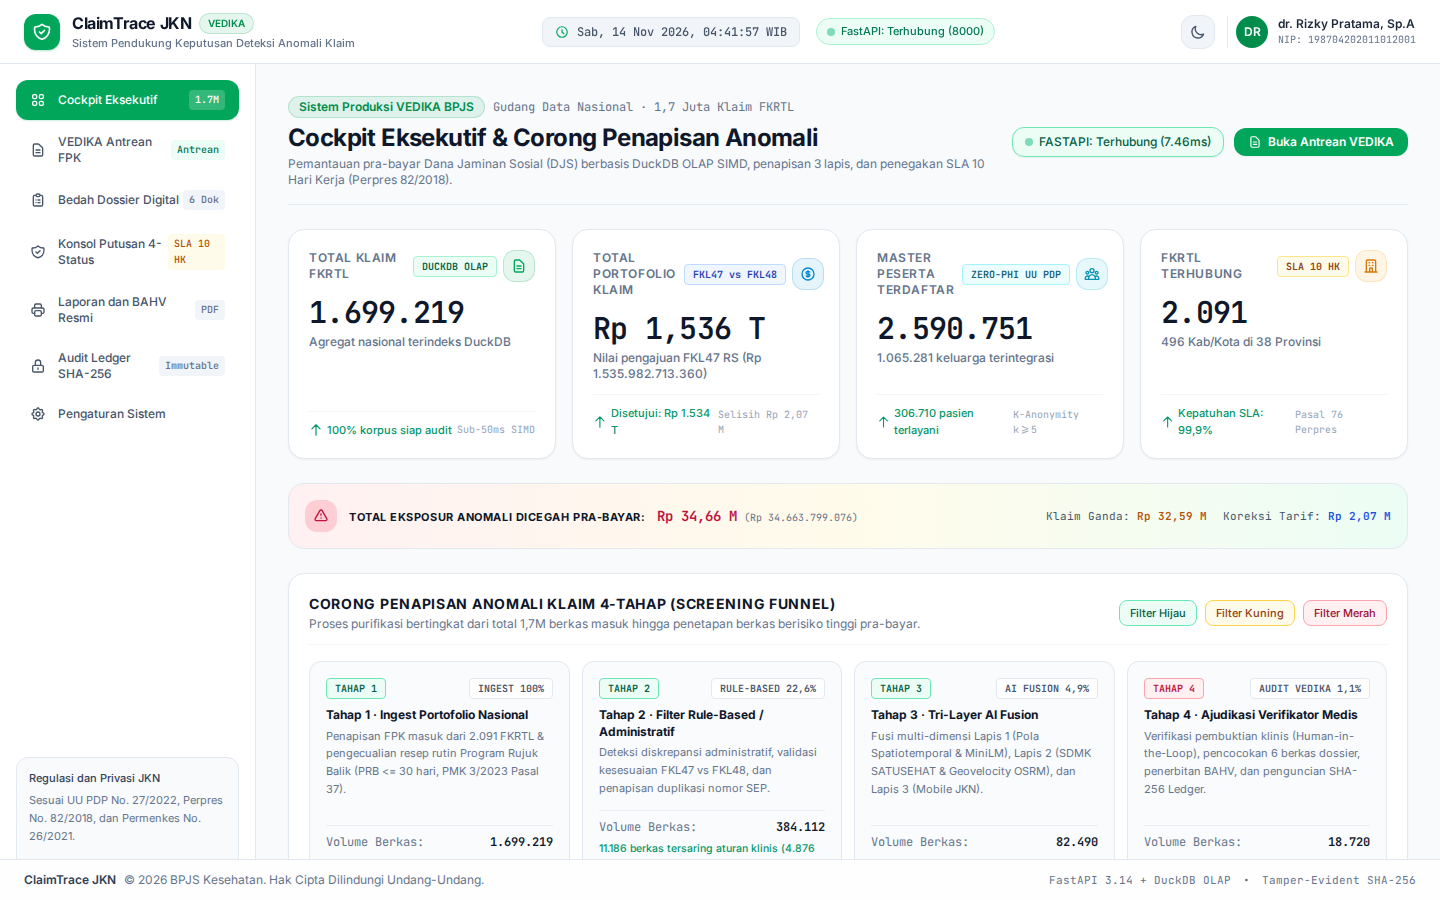 ClaimTrace JKN VEDIKA
Sistem Pendukung Keputusan Deteksi Anomali Klaim
Sab, 14 Nov 2026, 04:41:57 WIB
FastAPI: Terhubung (8000)
DR
dr. Rizky Pratama, Sp.A
NIP: 198704202011012001
Cockpit Eksekutif 1.7M
VEDIKA Antrean
FPK
Antrean
Bedah Dossier Digital 6 Dok
Konsol Putusan 4-
Status
SLA 10
HK
Laporan dan BAHV
Resmi
PDF
Audit Ledger
SHA-256
Immutable
Pengaturan Sistem
Regulasi dan Privasi JKN
Sesuai UU PDP No. 27/2022, Perpres
No. 82/2018, dan Permenkes No.
26/2021.
Sistem Produksi VEDIKA BPJS Gudang Data Nasional · 1,7 Juta Klaim FKRTL
Cockpit Eksekutif & Corong Penapisan Anomali
Pemantauan pra-bayar Dana Jaminan Sosial (DJS) berbasis DuckDB OLAP SIMD, penapisan 3 lapis, dan penegakan SLA 10
Hari Kerja (Perpres 82/2018).
FASTAPI: Terhubung (7.46ms)
Buka Antrean VEDIKA
TOTAL KLAIM
FKRTL
DUCKDB OLAP
1.699.219
Agregat nasional terindeks DuckDB
100% korpus siap audit Sub-50ms SIMD
TOTAL
PORTOFOLIO
KLAIM
FKL47 vs FKL48
Rp 1,536 T
Nilai pengajuan FKL47 RS (Rp
1.535.982.713.360)
Disetujui: Rp 1.534
T
Selisih Rp 2,07
M
MASTER
PESERTA
TERDAFTAR
ZERO-PHI UU PDP
2.590.751
1.065.281 keluarga terintegrasi
306.710 pasien
terlayani
K-Anonymity
k≥5
FKRTL
TERHUBUNG
SLA 10 HK
2.091
496 Kab/Kota di 38 Provinsi
Kepatuhan SLA:
99,9%
Pasal 76
Perpres
TOTAL EKSPOSUR ANOMALI DICEGAH PRA-BAYAR: Rp 34,66 M (Rp 34.663.799.076)
Klaim Ganda: Rp 32,59 M Koreksi Tarif: Rp 2,07 M
CORONG PENAPISAN ANOMALI KLAIM 4-TAHAP (SCREENING FUNNEL)
Proses purifikasi bertingkat dari total 1,7M berkas masuk hingga penetapan berkas berisiko tinggi pra-bayar.
Filter Hijau
Filter Kuning
Filter Merah
TAHAP 1 INGEST 100%
Tahap 1 · Ingest Portofolio Nasional
Penapisan FPK masuk dari 2.091 FKRTL &
pengecualian resep rutin Program Rujuk
Balik (PRB <= 30 hari, PMK 3/2023 Pasal
37).
Volume Berkas: 1.699.219
TAHAP 2 RULE-BASED 22,6%
Tahap 2 · Filter Rule-Based /
Administratif
Deteksi diskrepansi administratif, validasi
kesesuaian FKL47 vs FKL48, dan
penapisan duplikasi nomor SEP.
Volume Berkas: 384.112
11.186 berkas tersaring aturan klinis (4.876
TAHAP 3 AI FUSION 4,9%
Tahap 3 · Tri-Layer AI Fusion
Fusi multi-dimensi Lapis 1 (Pola
Spatiotemporal & MiniLM), Lapis 2 (SDMK
SATUSEHAT & Geovelocity OSRM), dan
Lapis 3 (Mobile JKN).
Volume Berkas: 82.490
TAHAP 4 AUDIT VEDIKA 1,1%
Tahap 4 · Ajudikasi Verifikator Medis
Verifikasi pembuktian klinis (Human-in-
the-Loop), pencocokan 6 berkas dossier,
penerbitan BAHV, dan penguncian SHA-
256 Ledger.
Volume Berkas: 18.720
ClaimTrace JKN © 2026 BPJS Kesehatan. Hak Cipta Dilindungi Undang-Undang.
FastAPI 3.14 + DuckDB OLAP • Tamper-Evident SHA-256